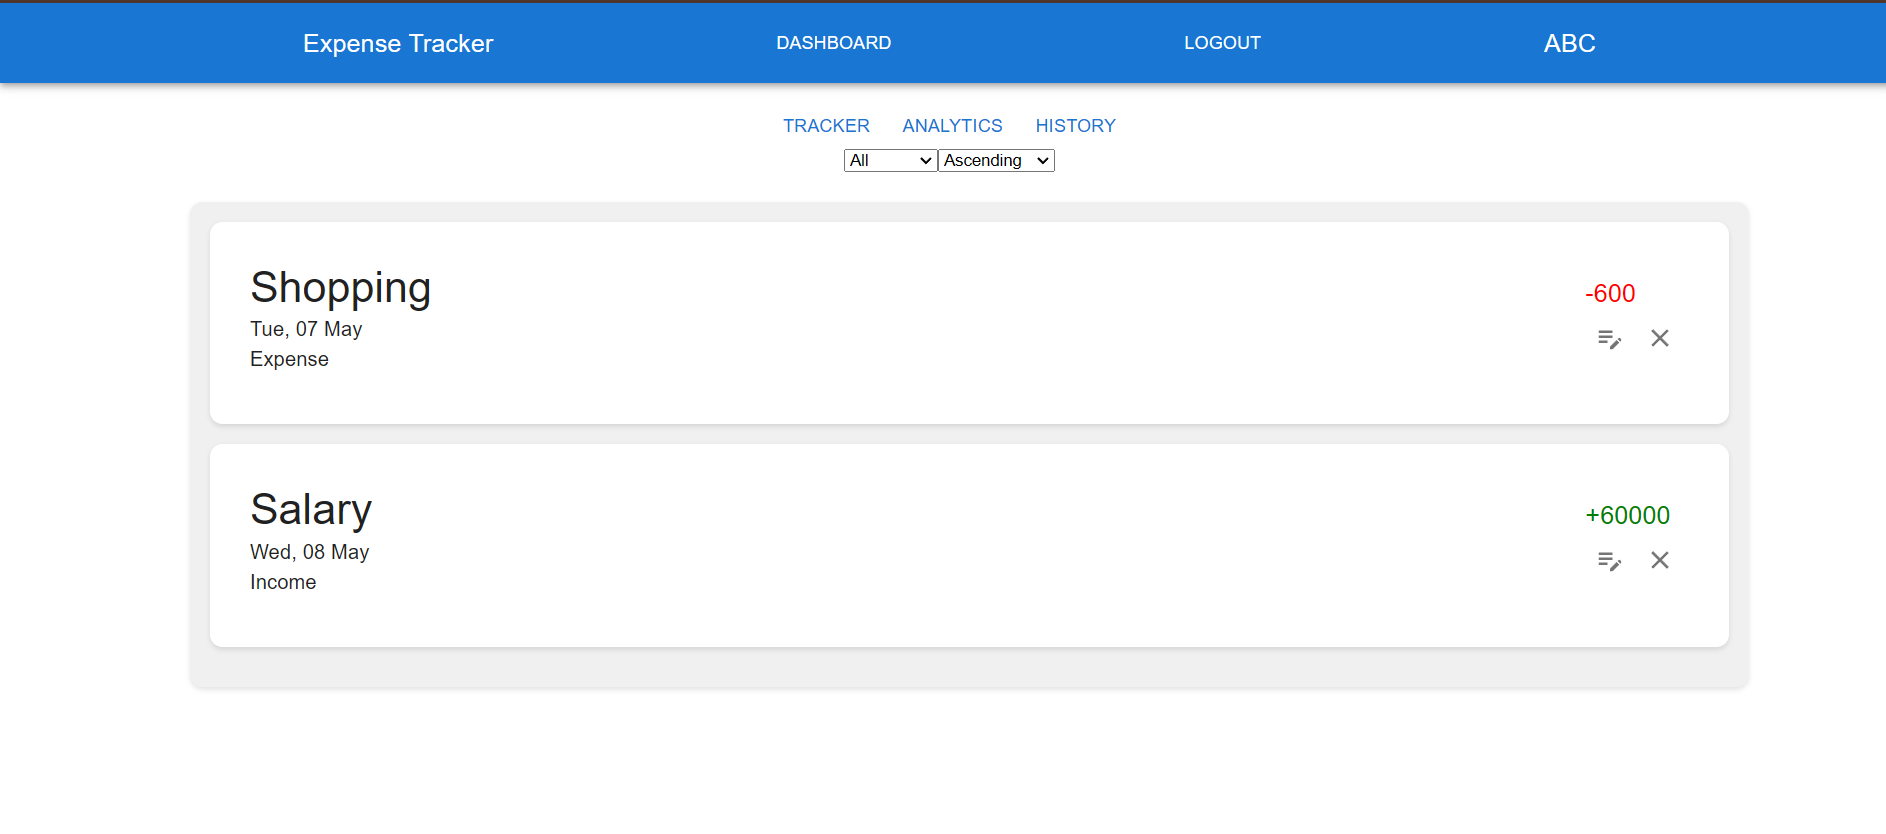 Expense Tracker DASHBOARD LOGOUT ABC
TRACKER ANALYTICS HISTORY
All Ascending
Shopping
-600
Tue, 07 May
Expense
Salary
+60000
Wed, 08 May
Income